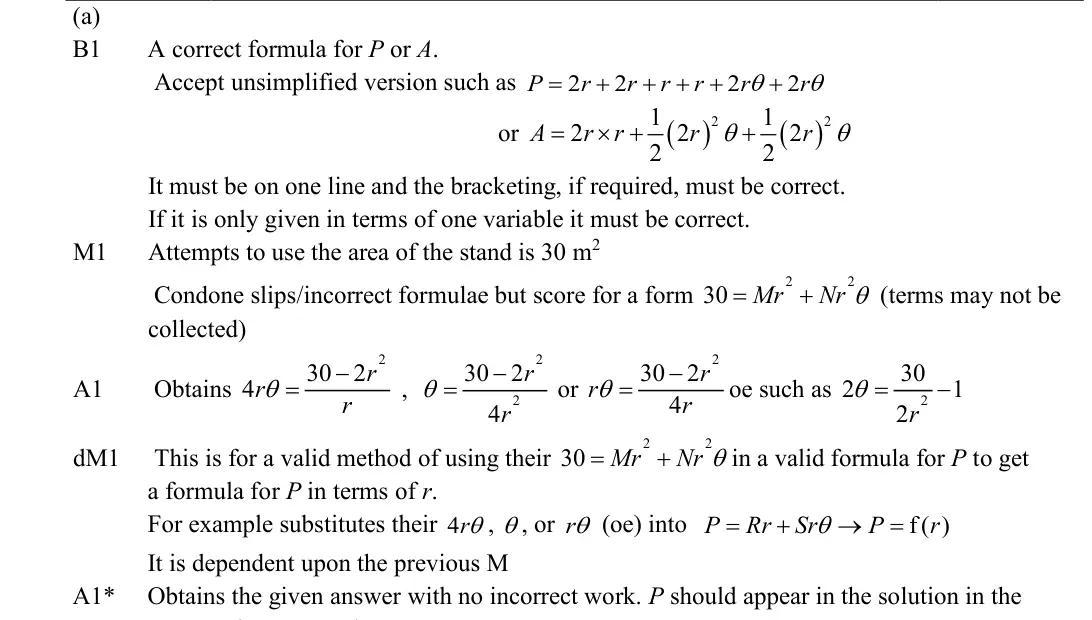 (a)
B1 A correct formula for P or A.
Accept unsimplified version such as P = 2r + 2r + r + r + 2rθ + 2rθ
or A = 2r × r + 1/2 (2r)² θ + 1/2 (2r)² θ
It must be on one line and the bracketing, if required, must be correct.
If it is only given in terms of one variable it must be correct.
M1 Attempts to use the area of the stand is 30 m²
Condone slips/incorrect formulae but score for a form 30 = Mr² + Nr²θ (terms may not be
collected)
A1 Obtains 4rθ = (30 − 2r²)/r , θ = (30 − 2r²)/4r² or rθ = (30 − 2r²)/4r oe such as 2θ = 30/2r² − 1
dM1 This is for a valid method of using their 30 = Mr² + Nr²θ in a valid formula for P to get
a formula for P in terms of r.
For example substitutes their 4rθ , θ , or rθ (oe) into P = Rr + Srθ → P = f(r)
It is dependent upon the previous M
A1* Obtains the given answer with no incorrect work. P should appear in the solution in the